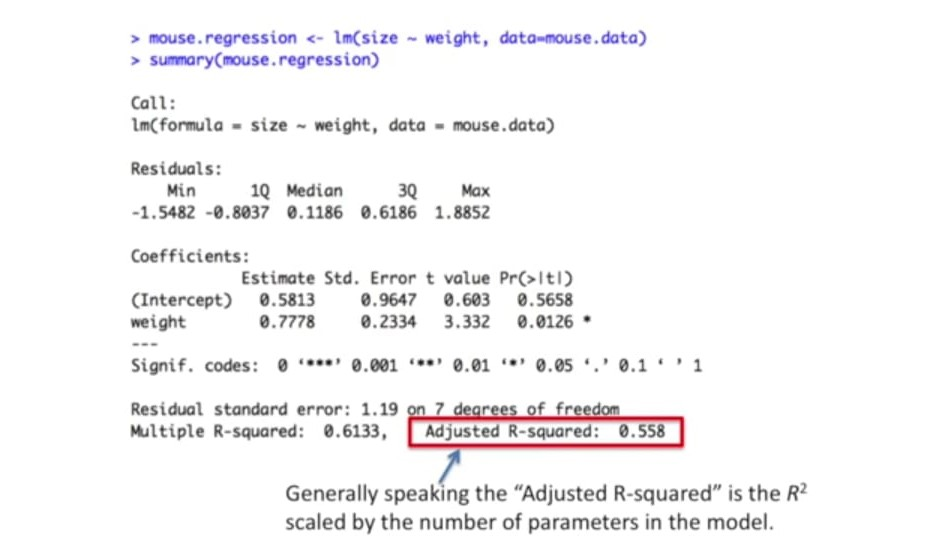 > mouse.regression <- lm(size ~ weight, data=mouse.data)
> summary(mouse.regression)
Call:
lm(formula = size ~ weight, data = mouse.data)
Residuals:
Min 1Q Median 3Q Max
-1.5482 -0.8037 0.1186 0.6186 1.8852
Coefficients:
Estimate Std. Error t value Pr(>|t|)
(Intercept) 0.5813 0.9647 0.603 0.5658
weight 0.7778 0.2334 3.332 0.0126 *
---
Signif. codes: 0 ‘***’ 0.001 ‘**’ 0.01 ‘*’ 0.05 ‘.’ 0.1 ‘ ’ 1
Residual standard error: 1.19 on 7 degrees of freedom
Multiple R-squared: 0.6133, Adjusted R-squared: 0.558
Generally speaking the “Adjusted R-squared” is the R²
scaled by the number of parameters in the model.